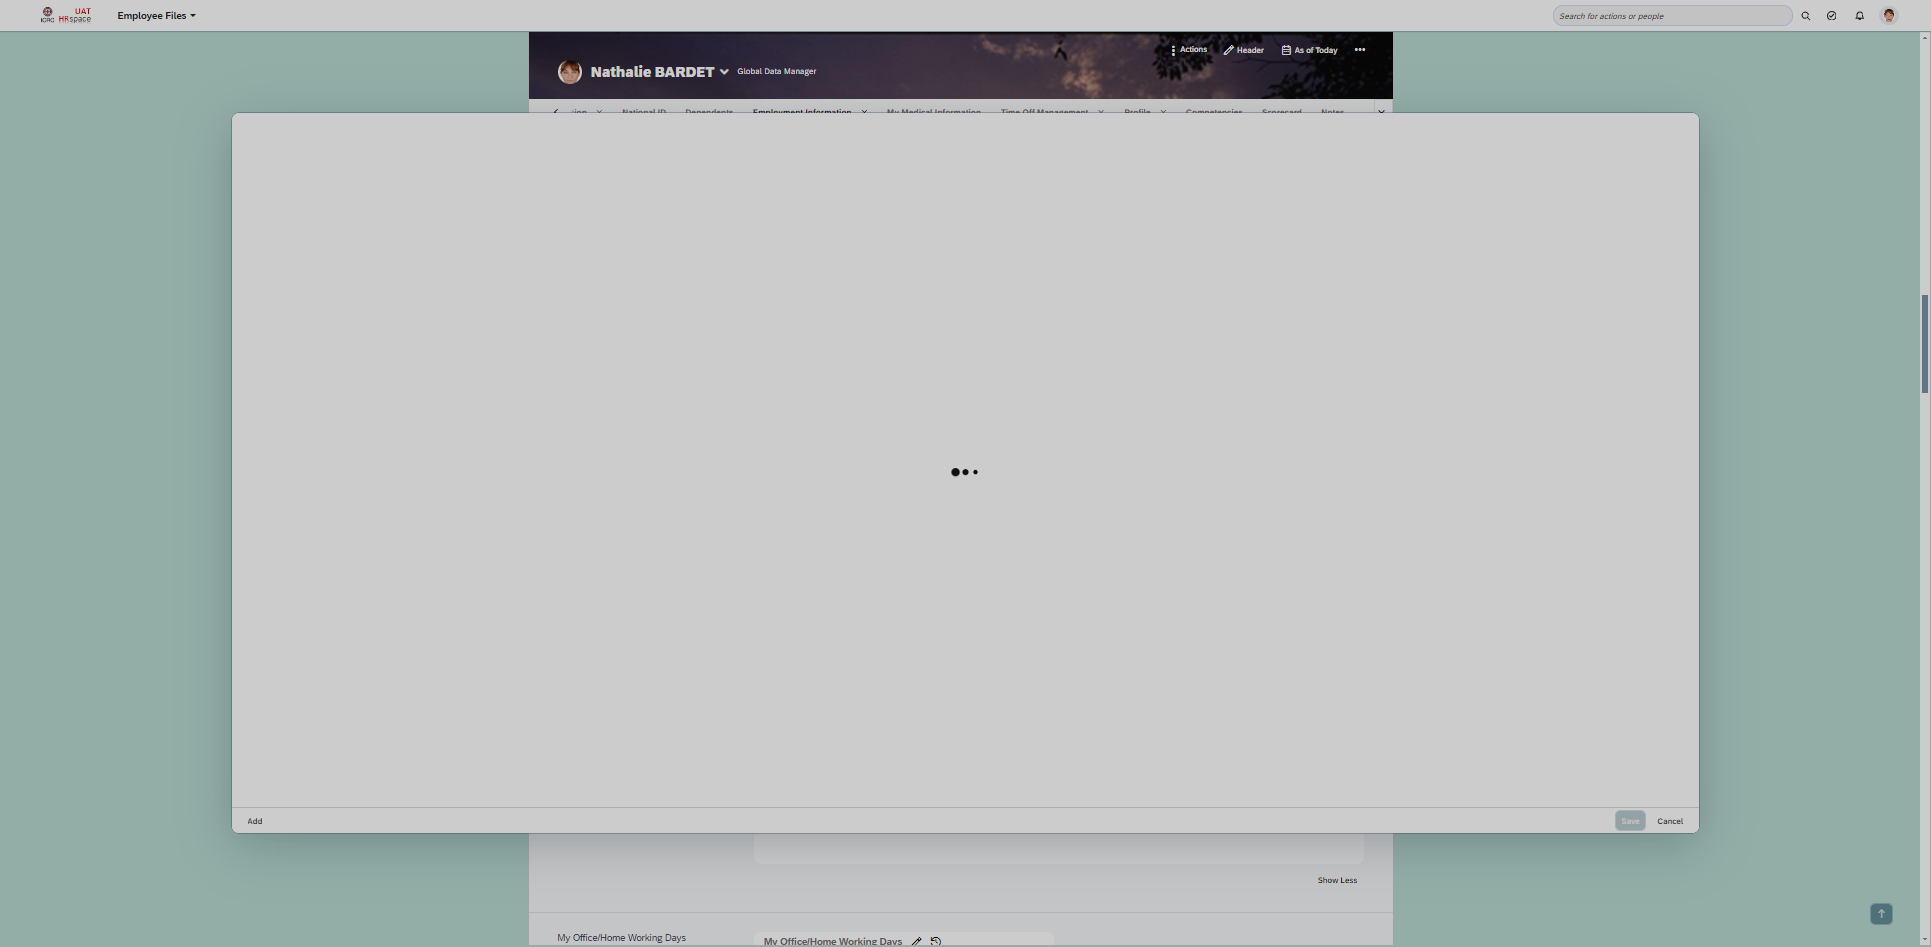 ICRC
UAT
HRspace
Employee Files
Search for actions or people
Actions
Header
As of Today
Nathalie BARDET
Global Data Manager
National ID
Dependents
Employment Information
My Medical Information
Time Off Management
Profile
Competencies
Scorecard
Notes
Add
Save
Cancel
Show Less
My Office/Home Working Days
My Office/Home Working Days